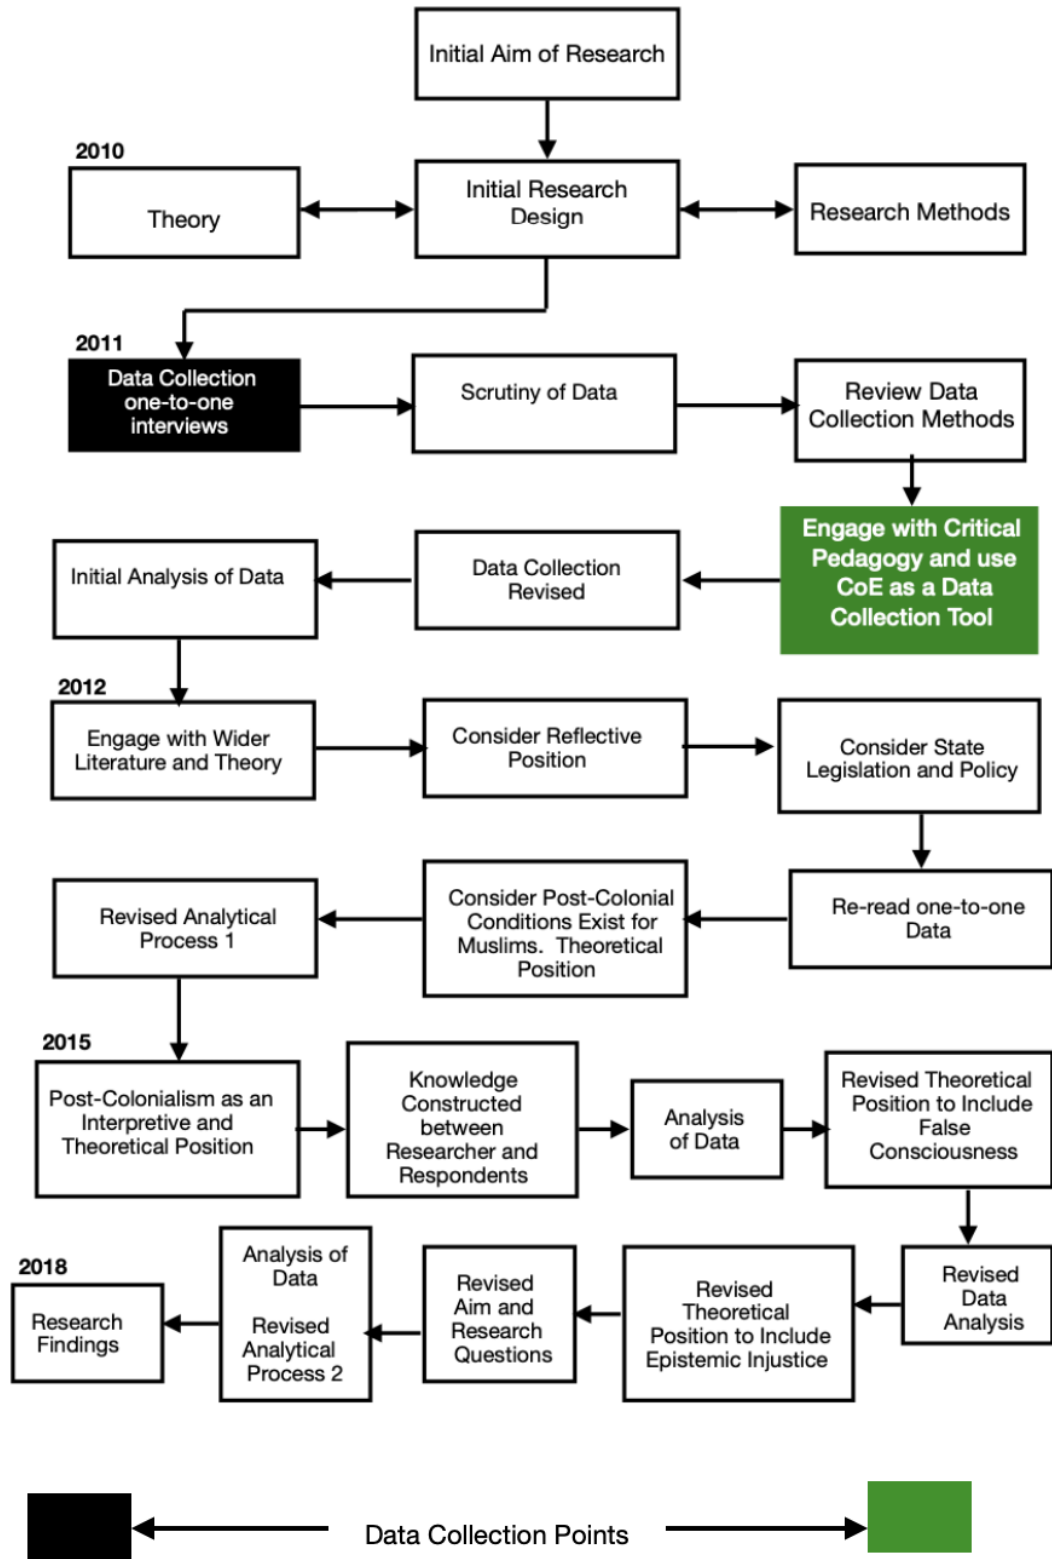 Initial Aim of Research
2010
Theory
Initial Research
Design
Research Methods
2011
Data Collection
one-to-one
interviews
Scrutiny of Data
Review Data
Collection Methods
Engage with Critical
Pedagogy and use
CoE as a Data
Collection Tool
Data Collection
Revised
Initial Analysis of Data
2012
Engage with Wider
Literature and Theory
Consider Reflective
Position
Consider State
Legislation and Policy
Re-read one-to-one
Data
Consider Post-Colonial
Conditions Exist for
Muslims.  Theoretical
Position
Revised Analytical
Process 1
2015
Post-Colonialism as an
Interpretive and
Theoretical Position
Knowledge
Constructed
between
Researcher and
Respondents
Analysis
of Data
Revised Theoretical
Position to Include
False
Consciousness
Revised
Data
Analysis
Revised
Theoretical
Position to Include
Epistemic Injustice
Revised
Aim and
Research
Questions
Analysis of
Data
Revised
Analytical
Process 2
2018
Research
Findings
Data Collection Points